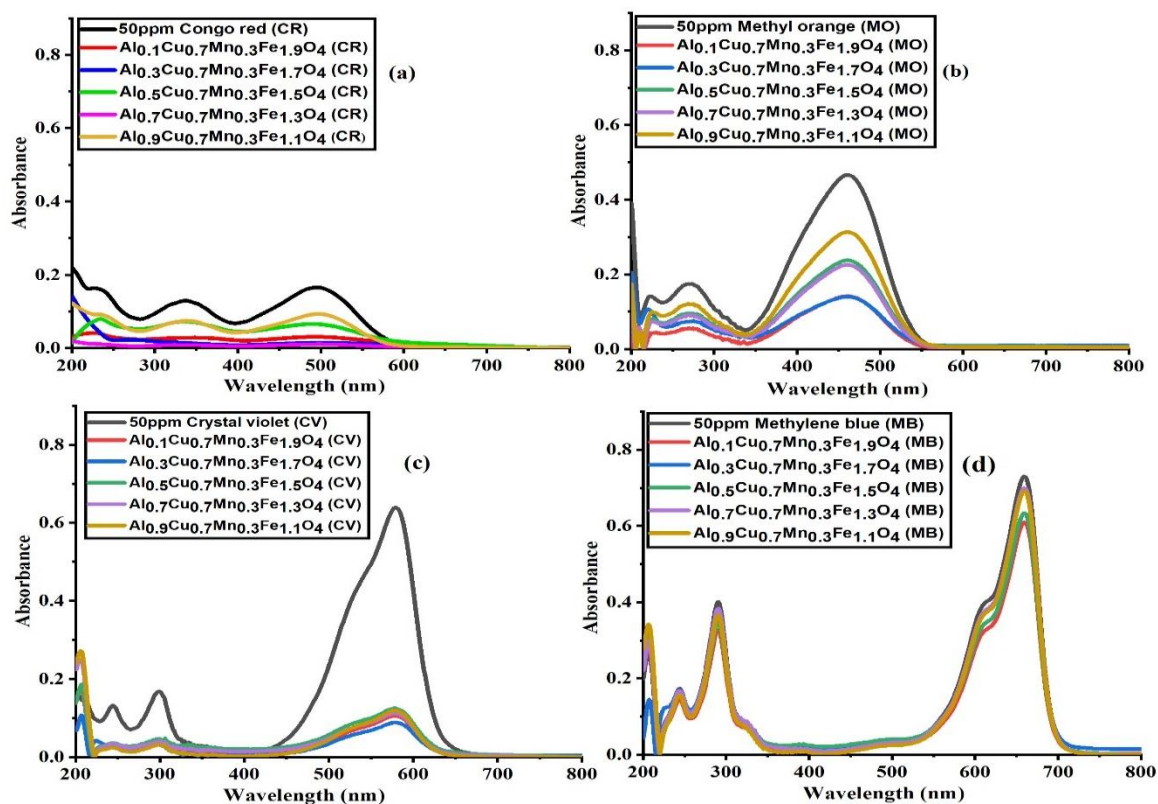 50ppm Congo red (CR)
Al0.1Cu0.7Mn0.3Fe1.9O4 (CR)
Al0.3Cu0.7Mn0.3Fe1.7O4 (CR)
Al0.5Cu0.7Mn0.3Fe1.5O4 (CR)
Al0.7Cu0.7Mn0.3Fe1.3O4 (CR)
Al0.9Cu0.7Mn0.3Fe1.1O4 (CR)
(a)
Absorbance
0.8
0.6
0.4
0.2
0.0
200 300 400 500 600 700 800
Wavelength (nm)
50ppm Methyl orange (MO)
Al0.1Cu0.7Mn0.3Fe1.9O4 (MO)
Al0.3Cu0.7Mn0.3Fe1.7O4 (MO)
Al0.5Cu0.7Mn0.3Fe1.5O4 (MO)
Al0.7Cu0.7Mn0.3Fe1.3O4 (MO)
Al0.9Cu0.7Mn0.3Fe1.1O4 (MO)
(b)
Absorbance
0.8
0.6
0.4
0.2
0.0
200 300 400 500 600 700 800
Wavelength (nm)
50ppm Crystal violet (CV)
Al0.1Cu0.7Mn0.3Fe1.9O4 (CV)
Al0.3Cu0.7Mn0.3Fe1.7O4 (CV)
Al0.5Cu0.7Mn0.3Fe1.5O4 (CV)
Al0.7Cu0.7Mn0.3Fe1.3O4 (CV)
Al0.9Cu0.7Mn0.3Fe1.1O4 (CV)
(c)
Absorbance
0.8
0.6
0.4
0.2
0.0
200 300 400 500 600 700 800
Wavelength (nm)
50ppm Methylene blue (MB)
Al0.1Cu0.7Mn0.3Fe1.9O4 (MB)
Al0.3Cu0.7Mn0.3Fe1.7O4 (MB)
Al0.5Cu0.7Mn0.3Fe1.5O4 (MB)
Al0.7Cu0.7Mn0.3Fe1.3O4 (MB)
Al0.9Cu0.7Mn0.3Fe1.1O4 (MB)
(d)
Absorbance
0.8
0.6
0.4
0.2
0.0
200 300 400 500 600 700 800
Wavelength (nm)